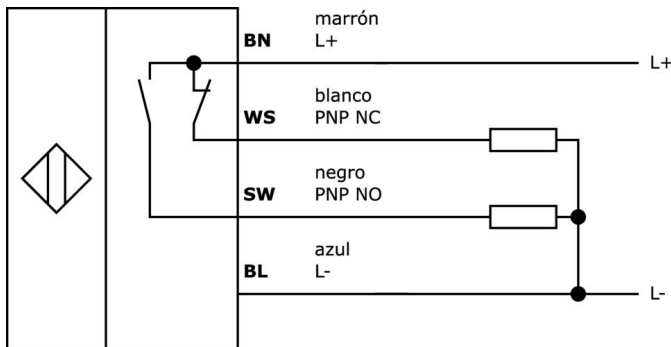 marrón
BN L+
L+
blanco
WS PNP NC
negro
SW PNP NO
azul
BL L-
L-